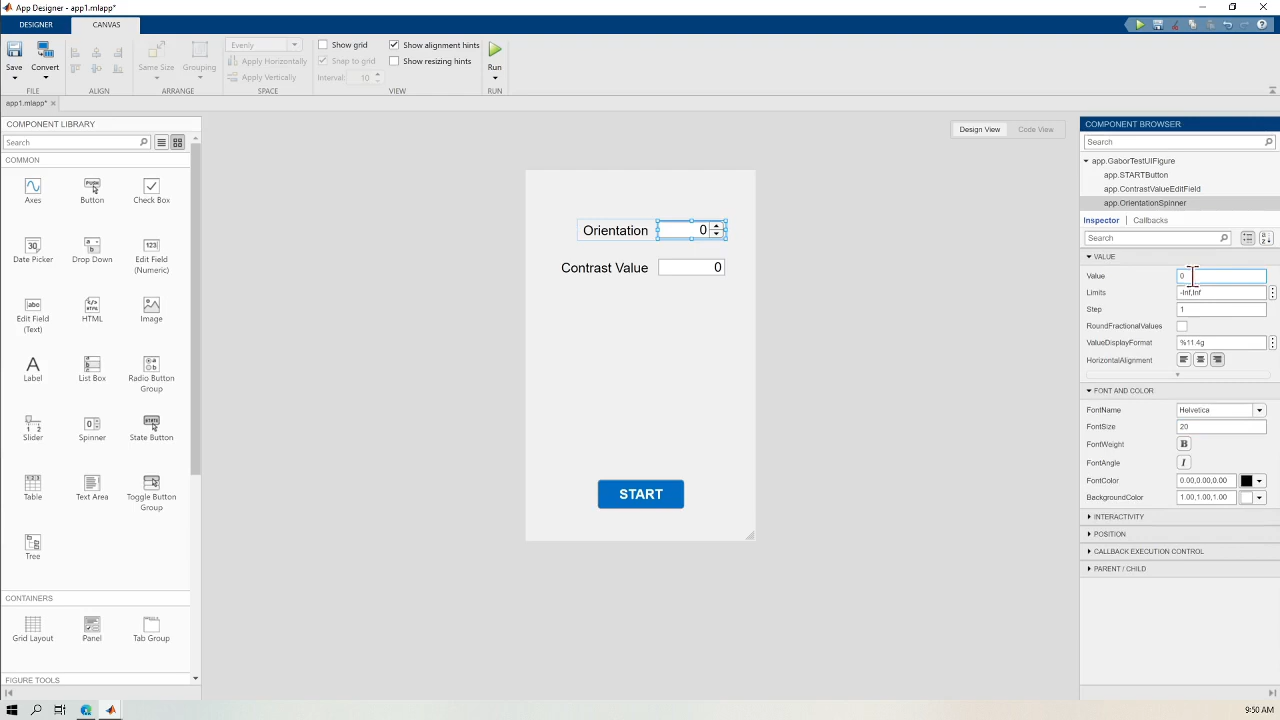 App Designer - app1.mlapp*
DESIGNER
CANVAS
Save
Convert
FILE
ALIGN
Same Size
Grouping
ARRANGE
Evenly
Apply Horizontally
Apply Vertically
SPACE
Show grid
Snap to grid
Interval: 10
Show alignment hints
Show resizing hints
VIEW
Run
RUN
app1.mlapp*
COMPONENT LIBRARY
Search
COMMON
Axes
PUSH
Button
Check Box
30
Date Picker
a
b
Drop Down
123
Edit Field
(Numeric)
abc
Edit Field
(Text)
</>
HTML
Image
A
Label
List Box
a
b
Radio Button
Group
1 2
Slider
0
Spinner
STATE
State Button
Table
Text Area
Toggle Button
Group
Tree
CONTAINERS
Grid Layout
Panel
Tab Group
FIGURE TOOLS
Design View
Code View
Orientation 0
Contrast Value 0
START
COMPONENT BROWSER
Search
app.GaborTestUIFigure
app.STARTButton
app.ContrastValueEditField
app.OrientationSpinner
Inspector
Callbacks
Search
VALUE
Value 0
Limits -Inf,Inf
Step 1
RoundFractionalValues
ValueDisplayFormat %11.4g
HorizontalAlignment
FONT AND COLOR
FontName Helvetica
FontSize 20
FontWeight B
FontAngle I
FontColor 0.00,0.00,0.00
BackgroundColor 1.00,1.00,1.00
INTERACTIVITY
POSITION
CALLBACK EXECUTION CONTROL
PARENT / CHILD
9:50 AM